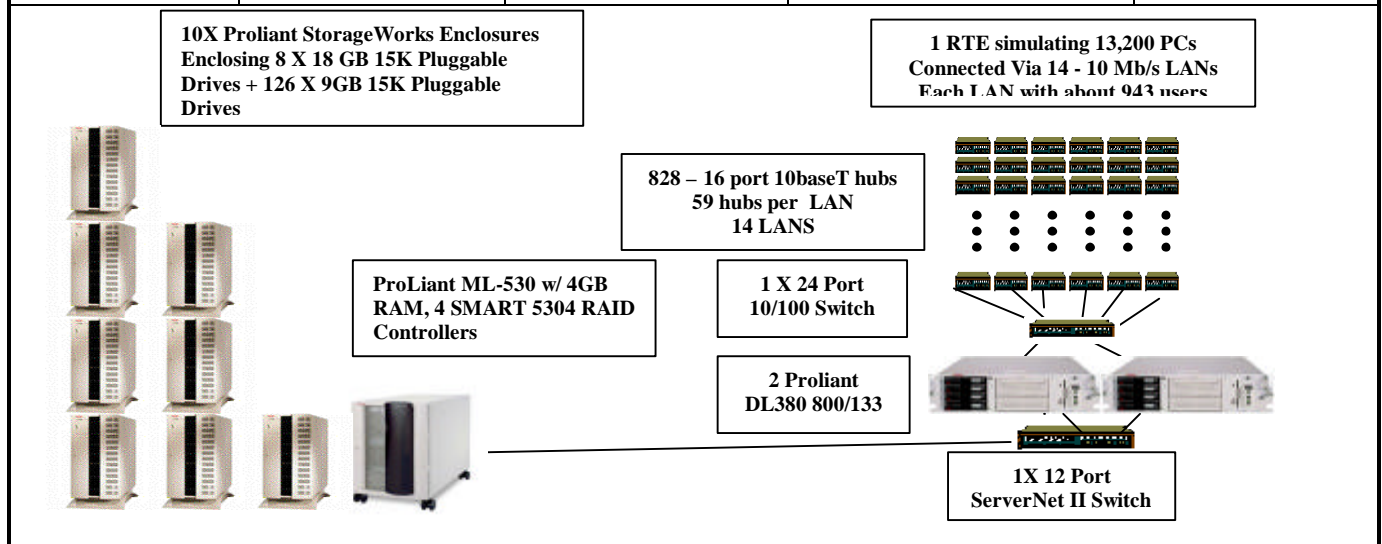 10X Proliant StorageWorks Enclosures
Enclosing 8 X 18 GB 15K Pluggable
Drives + 126 X 9GB 15K Pluggable
Drives
1 RTE simulating 13,200 PCs
Connected Via 14 - 10 Mb/s LANs
Each LAN with about 943 users
828 – 16 port 10baseT hubs
59 hubs per LAN
14 LANS
ProLiant ML-530 w/ 4GB
RAM, 4 SMART 5304 RAID
Controllers
1 X 24 Port
10/100 Switch
2 Proliant
DL380 800/133
1X 12 Port
ServerNet II Switch